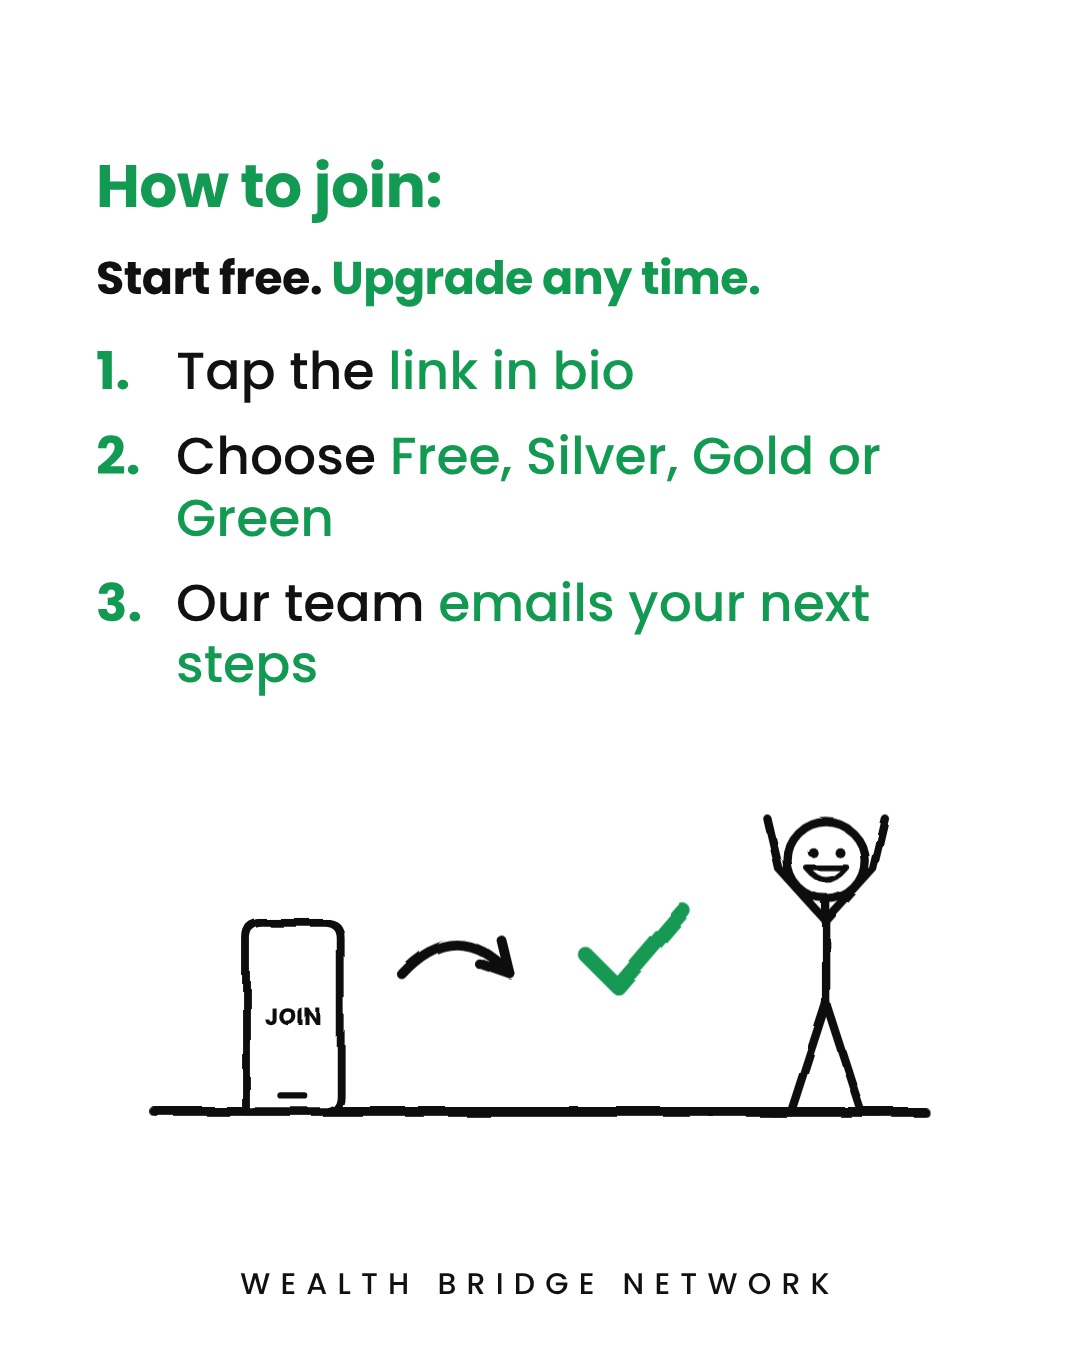 How to join:
Start free. Upgrade any time.
1. Tap the link in bio
2. Choose Free, Silver, Gold or
Green
3. Our team emails your next
steps
JOIN
WEALTH BRIDGE NETWORK